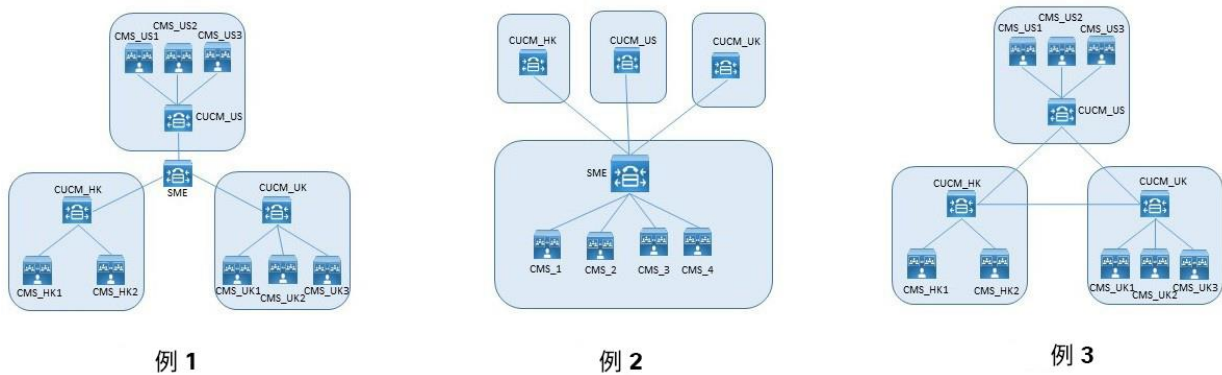 CMS_US2
CMS_US1
CMS_US3
CUCM_US
SME
CUCM_HK
CUCM_UK
CMS_HK1
CMS_HK2
CMS_UK1
CMS_UK2
CMS_UK3
例 1
CUCM_HK
CUCM_US
CUCM_UK
SME
CMS_1
CMS_2
CMS_3
CMS_4
例 2
CMS_US2
CMS_US1
CMS_US3
CUCM_US
CUCM_HK
CUCM_UK
CMS_HK1
CMS_HK2
CMS_UK1
CMS_UK2
CMS_UK3
例 3